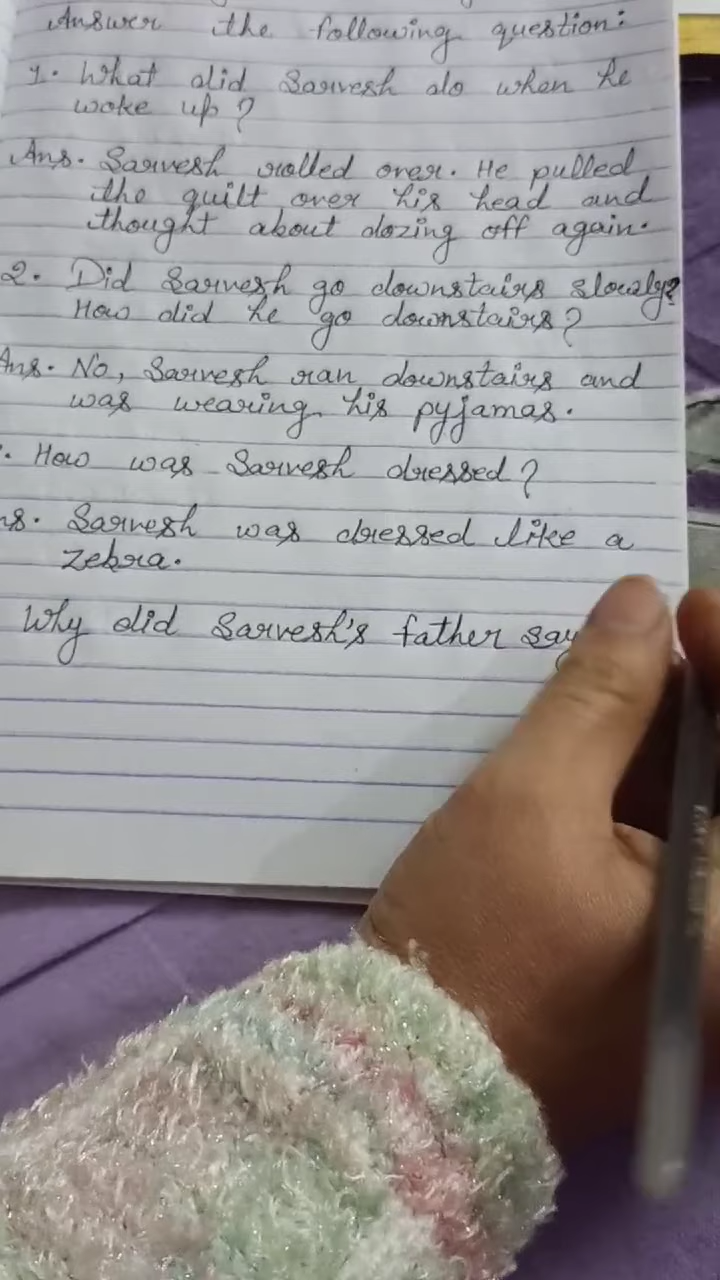 Answer the following question:
1. What did Sarvesh do when he
woke up?
Ans. Sarvesh rolled over. He pulled
the quilt over his head and
thought about dozing off again.
2. Did Sarvesh go downstairs slowly?
How did he go downstairs?
Ans. No, Sarvesh ran downstairs and
was wearing his pyjamas.
. How was Sarvesh dressed?
ns. Sarvesh was dressed like a
zebra.
Why did Sarvesh's father say